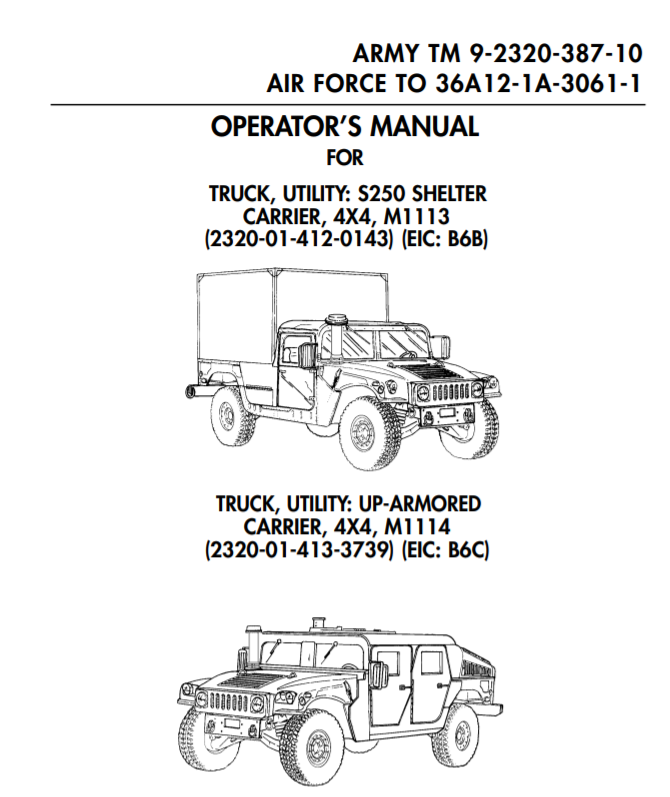 ARMY TM 9-2320-387-10
AIR FORCE TO 36A12-1A-3061-1
OPERATOR'S MANUAL
FOR
TRUCK, UTILITY: S250 SHELTER
CARRIER, 4X4, M1113
(2320-01-412-0143) (EIC: B6B)
TRUCK, UTILITY: UP-ARMORED
CARRIER, 4X4, M1114
(2320-01-413-3739) (EIC: B6C)